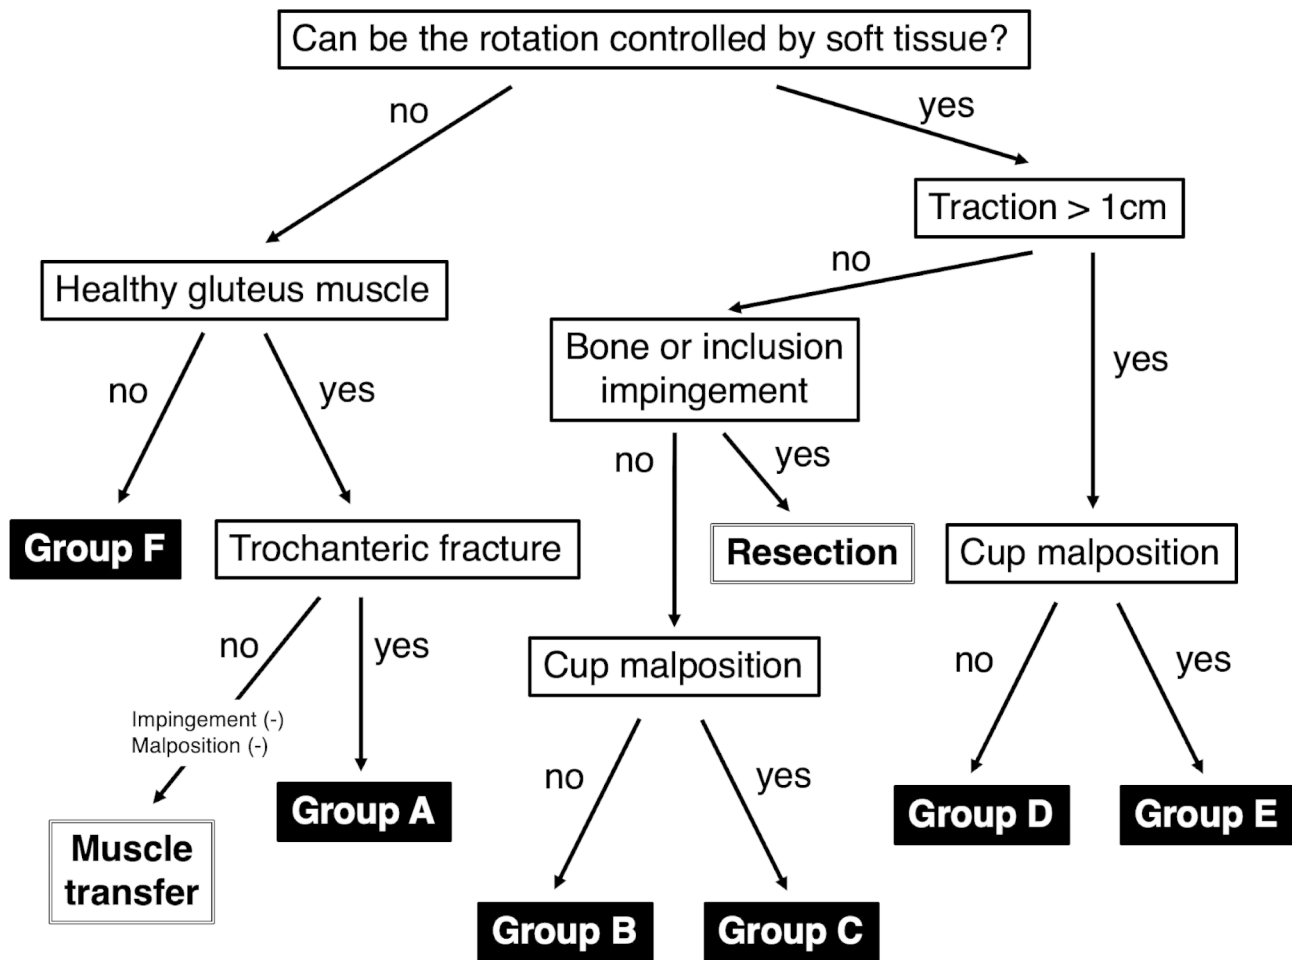 Can be the rotation controlled by soft tissue?
no
yes
Traction > 1cm
no
Healthy gluteus muscle
Bone or inclusion
impingement
yes
no
yes
no
yes
Group F
Trochanteric fracture
Resection
Cup malposition
no
yes
Cup malposition
no
yes
Impingement (-)
Malposition (-)
no
yes
Group A
Group D
Group E
Muscle
transfer
Group B
Group C